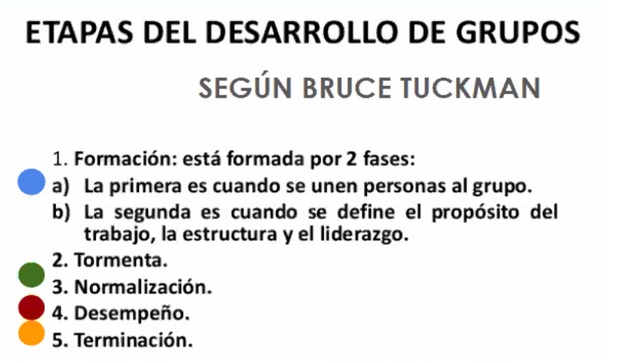 ETAPAS DEL DESARROLLO DE GRUPOS
SEGÚN BRUCE TUCKMAN
1. Formación: está formada por 2 fases:
a) La primera es cuando se unen personas al grupo.
b) La segunda es cuando se define el propósito del
trabajo, la estructura y el liderazgo.
2. Tormenta.
3. Normalización.
4. Desempeño.
5. Terminación.